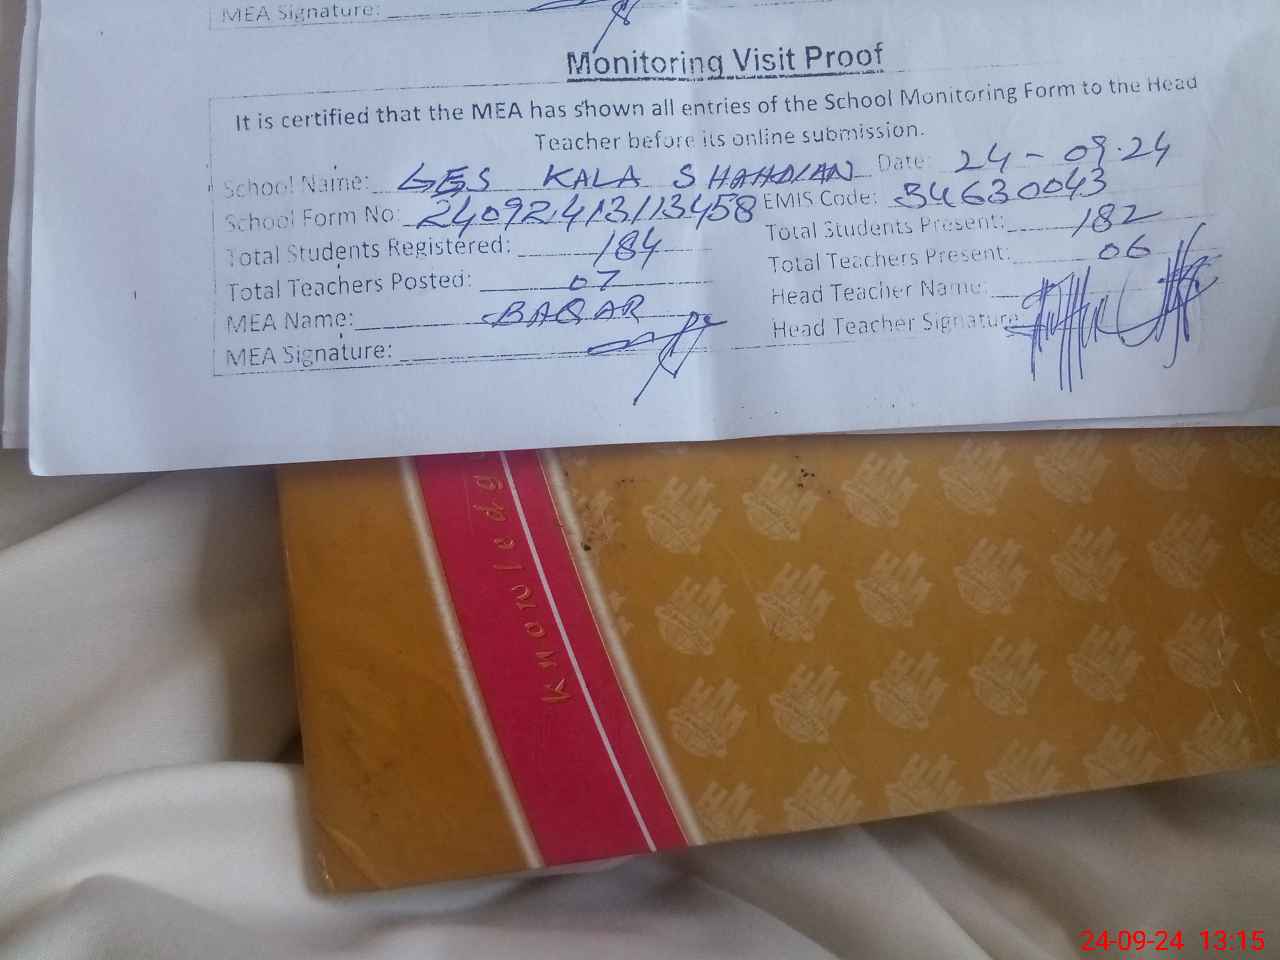 MEA Signature:
Monitoring Visit Proof
It is certified that the MEA has shown all entries of the School Monitoring Form to the Head
Teacher before its online submission.
School Name: GES KALA SHAHDIAN Date: 24-09-24
School Form No: 24092413113458 EMIS Code: 34630043
Total Students Registered: 184 Total Students Present: 182
Total Teachers Posted: 07 Total Teachers Present: 06
MEA Name: BAQAR Head Teacher Name:
MEA Signature: Head Teacher Signature
Knowledge
24-09-24 13:15